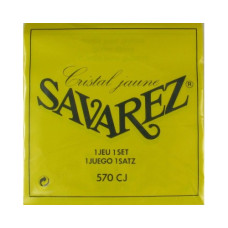 Cristal jaune
SAVAREZ®
1 JEU 1 SET
1 JUEGO 1 SATZ
570 CJ